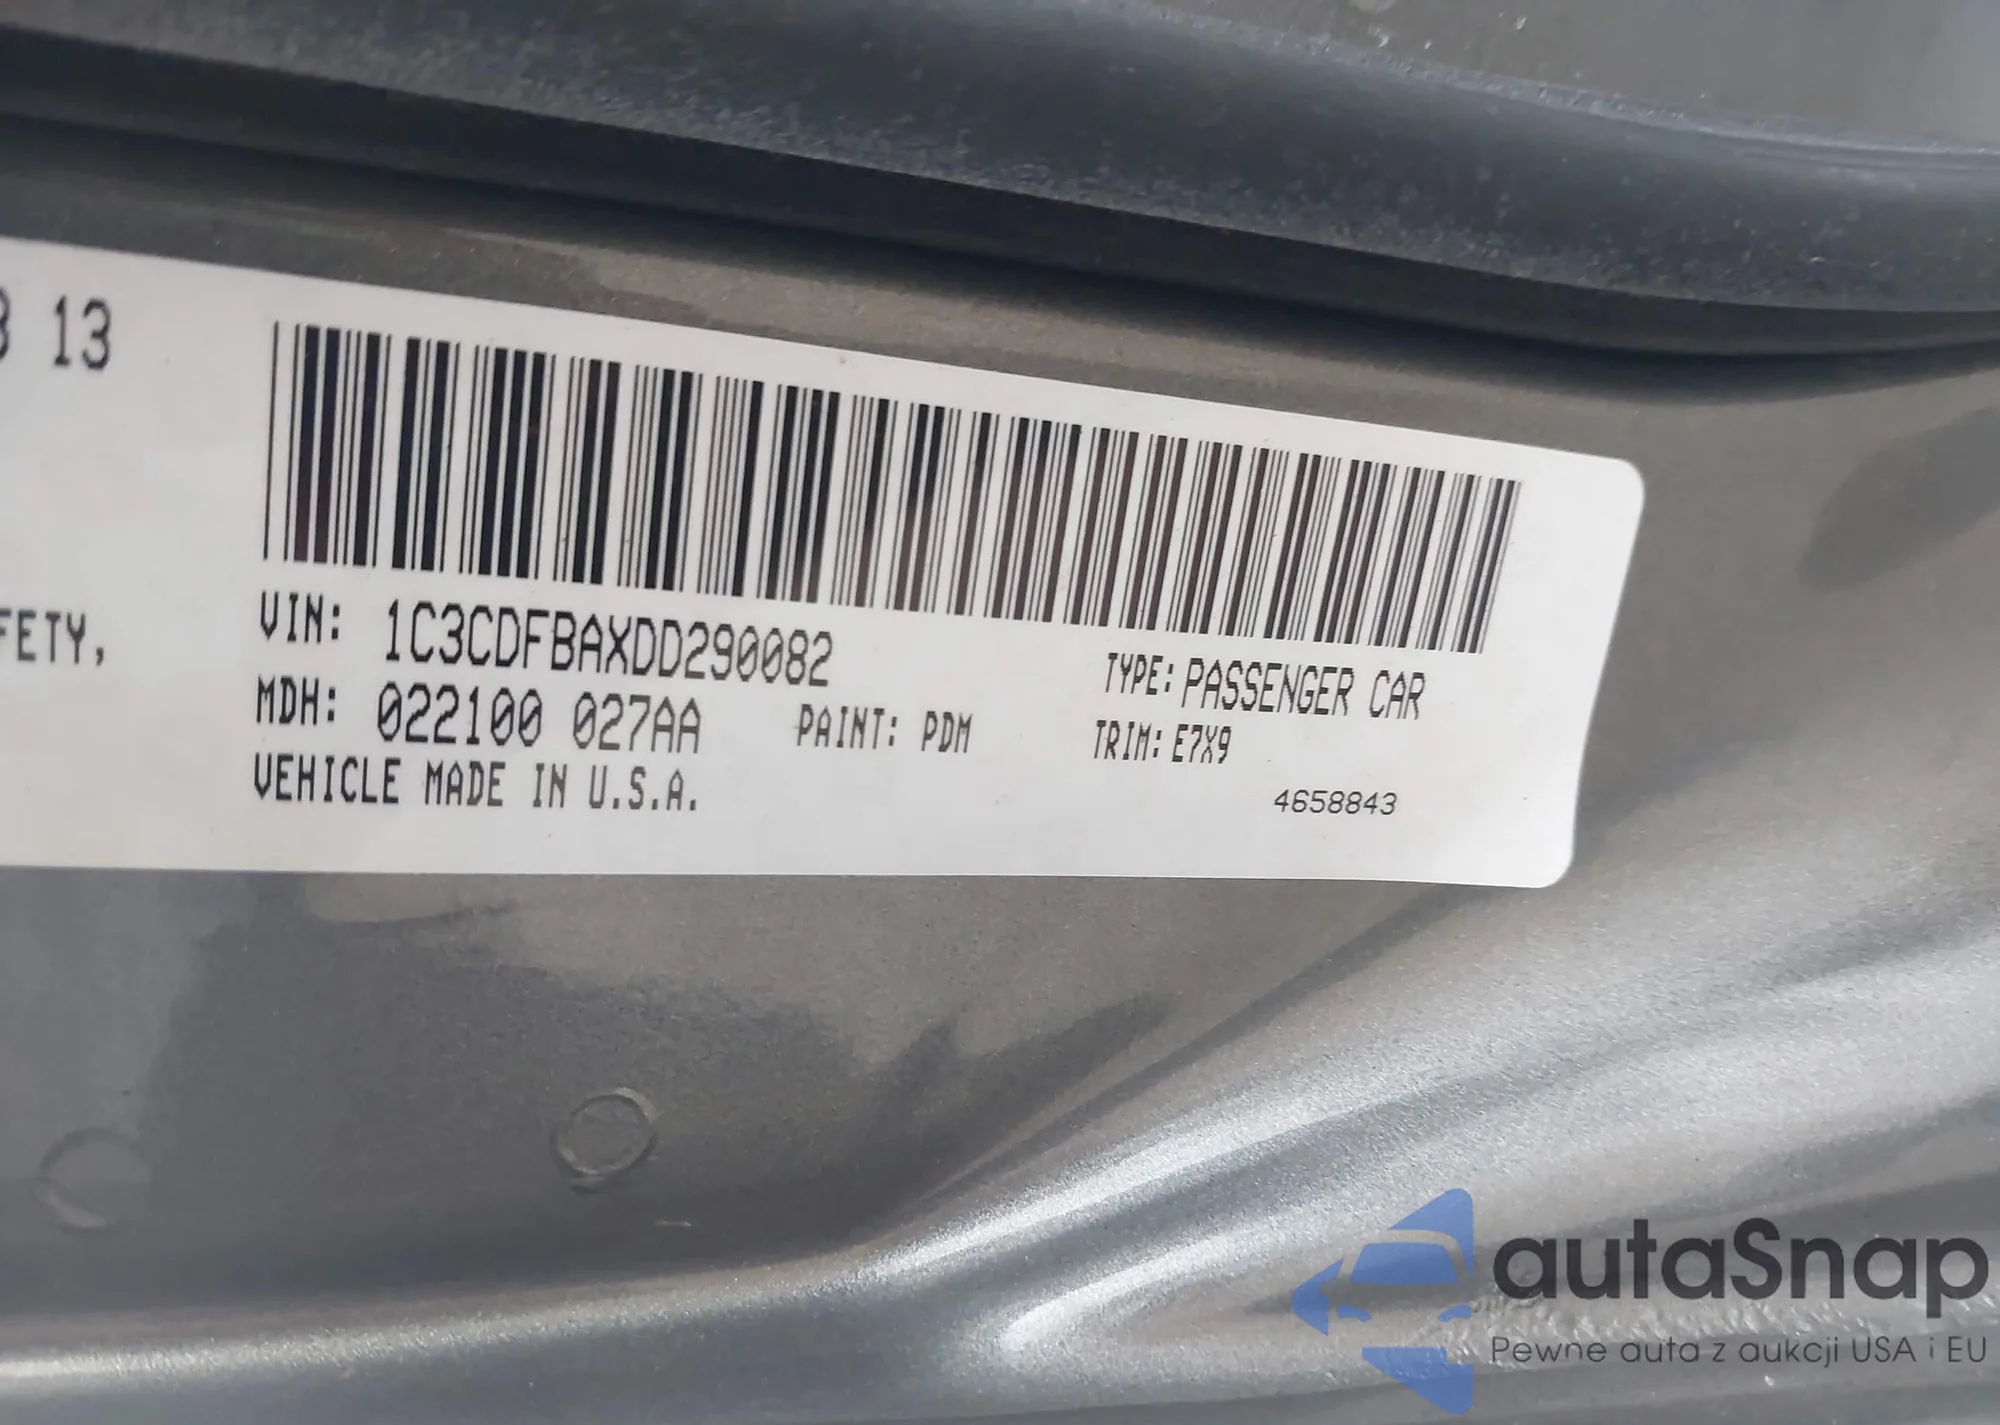 3 13
FETY,
VIN: 1C3CDFBAXDD290082
TYPE: PASSENGER CAR
MDH: 022100 027AA PAINT: PDM
TRIM: E7X9
VEHICLE MADE IN U.S.A.
4658843
autaSnap
Pewne auta z aukcji USA i EU